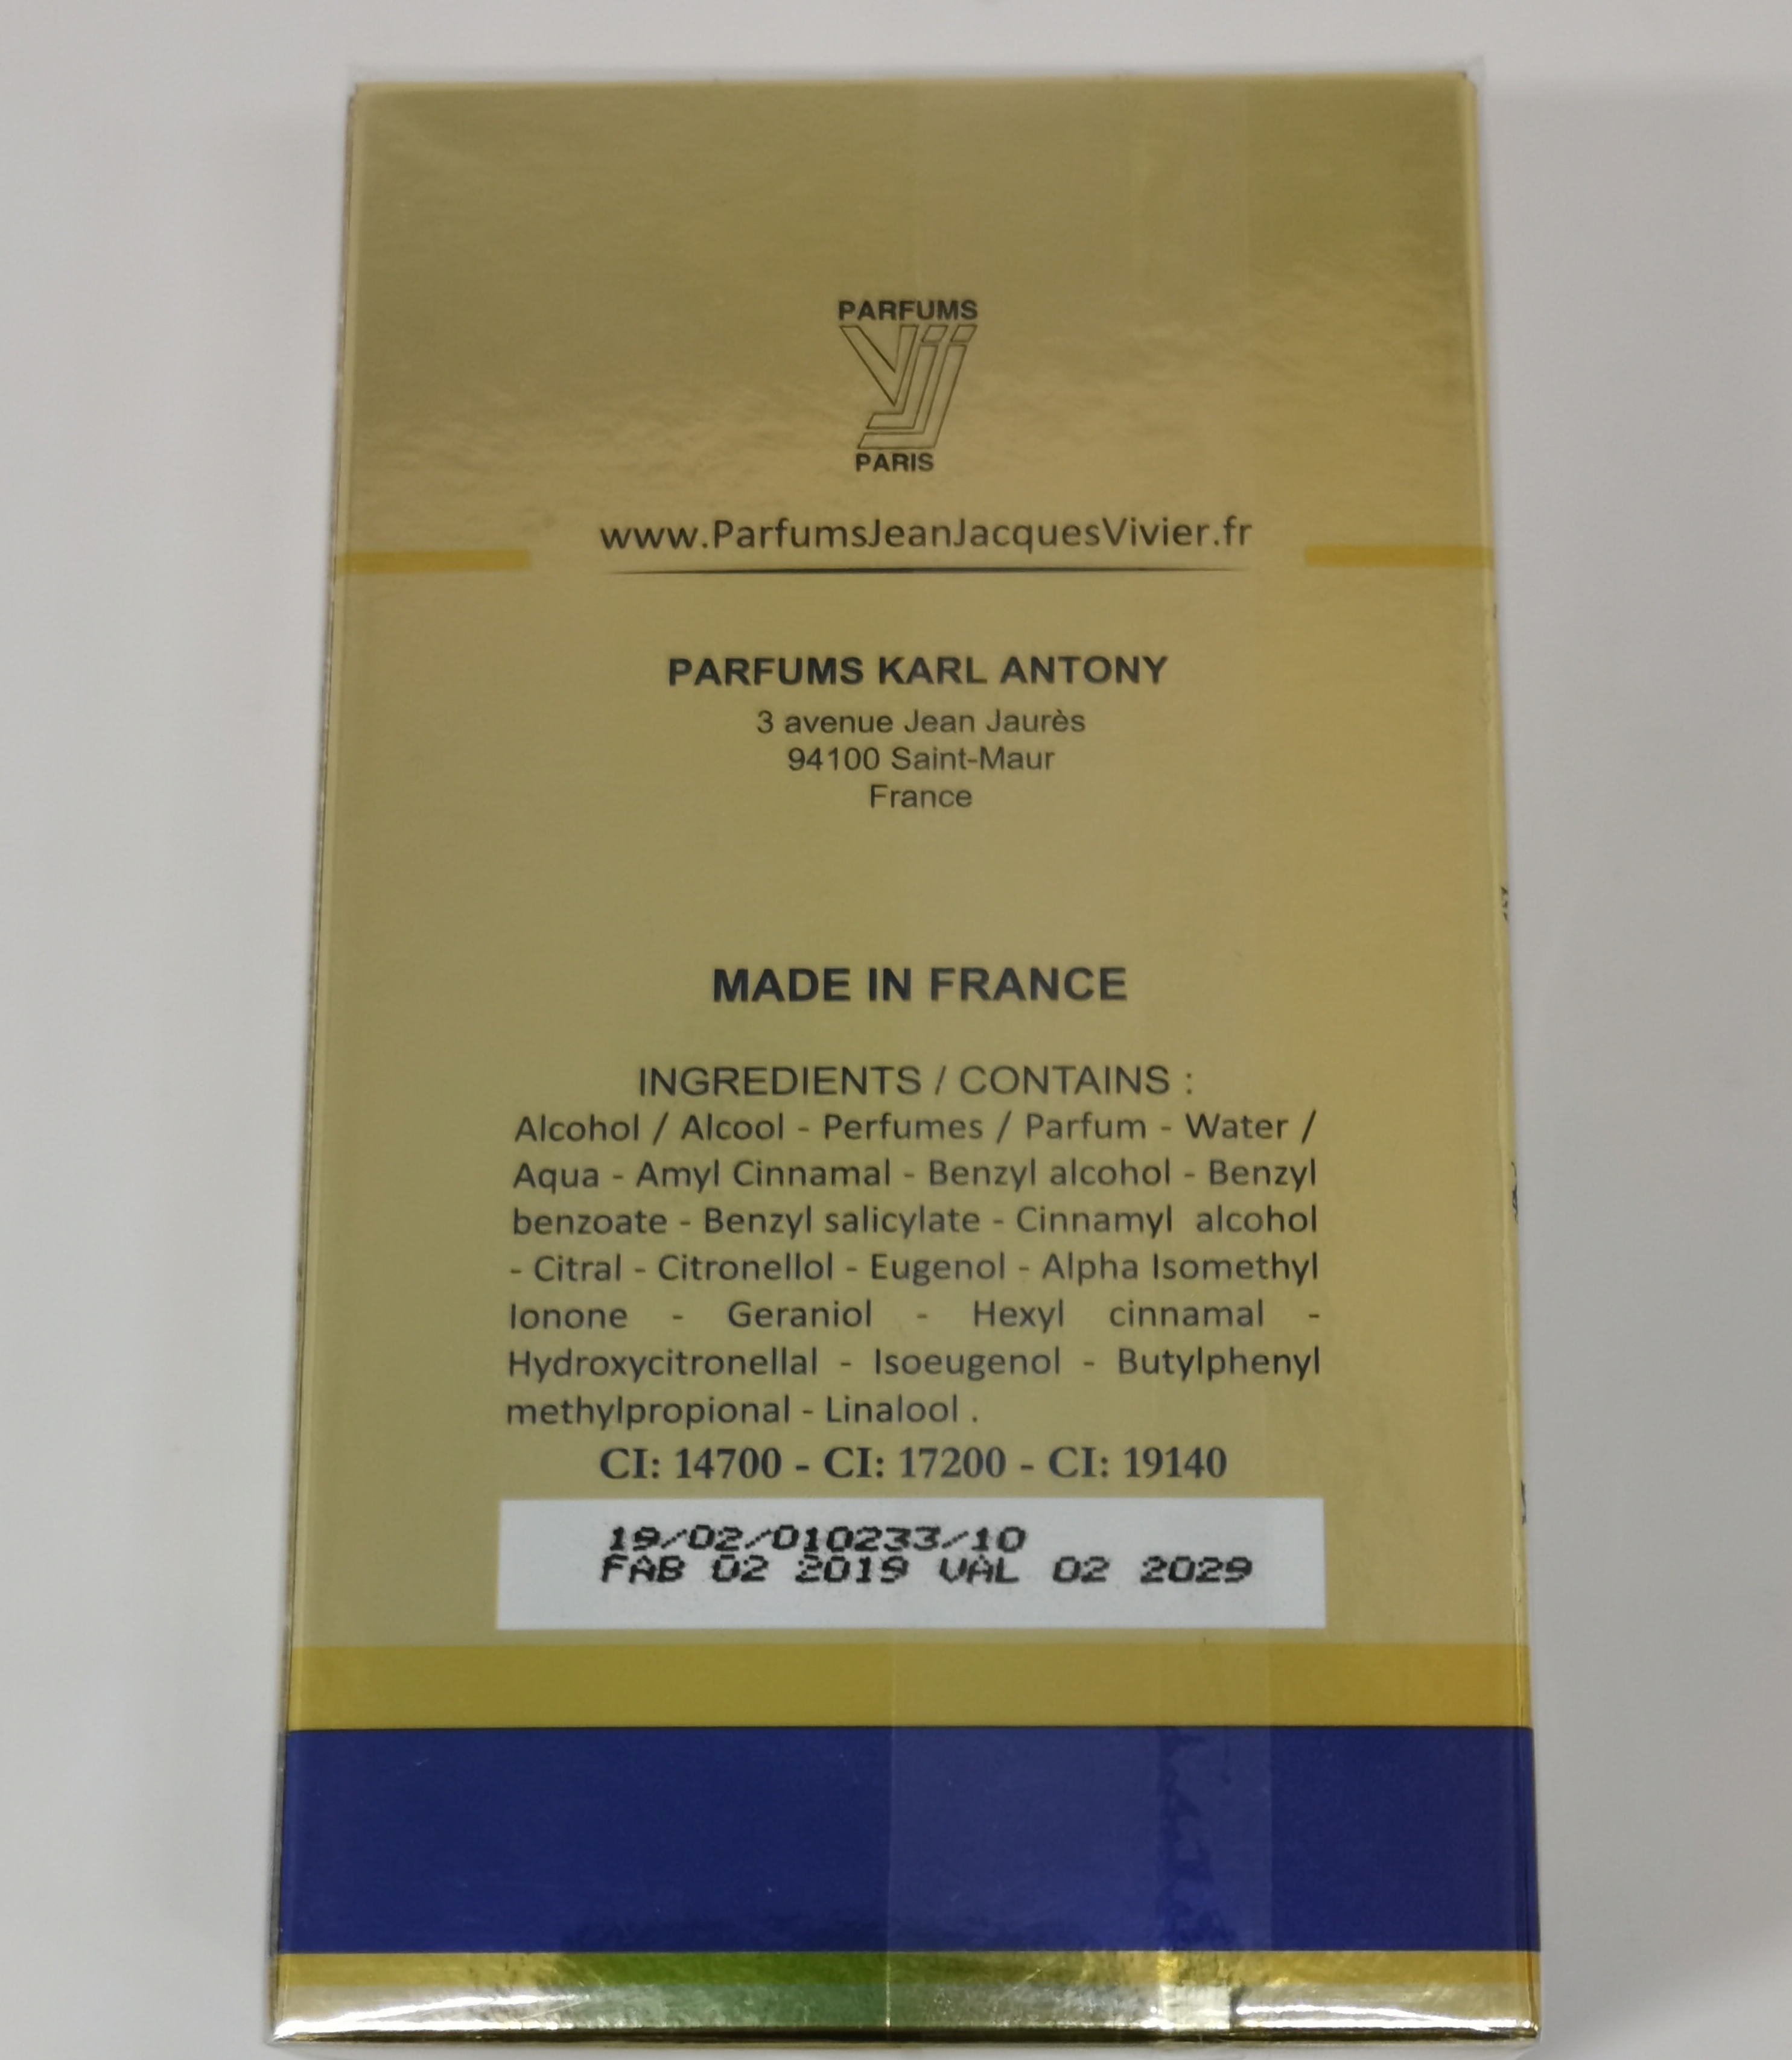 PARFUMS
VJJ
PARIS
www.ParfumsJeanJacquesVivier.fr
PARFUMS KARL ANTONY
3 avenue Jean Jaurès
94100 Saint-Maur
France
MADE IN FRANCE
INGREDIENTS / CONTAINS :
Alcohol / Alcool - Perfumes / Parfum - Water /
Aqua - Amyl Cinnamal - Benzyl alcohol - Benzyl
benzoate - Benzyl salicylate - Cinnamyl alcohol
- Citral - Citronellol - Eugenol - Alpha Isomethyl
Ionone - Geraniol - Hexyl cinnamal -
Hydroxycitronellal - Isoeugenol - Butylphenyl
methylpropional - Linalool .
CI: 14700 - CI: 17200 - CI: 19140
19/02/010233/10
FAB 02 2019 VAL 02 2029